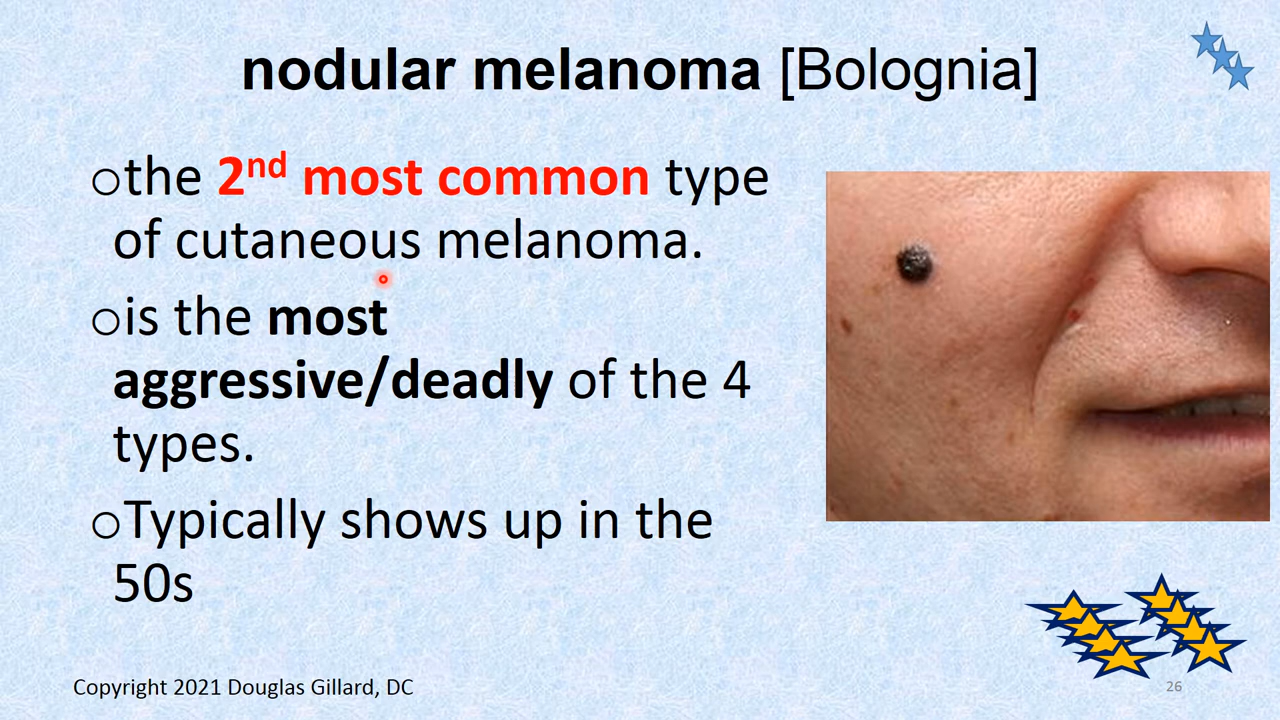 nodular melanoma [Bolognia]
othe 2nd most common type
of cutaneous melanoma.
ois the most
aggressive/deadly of the 4
types.
oTypically shows up in the
50s
Copyright 2021 Douglas Gillard, DC
26